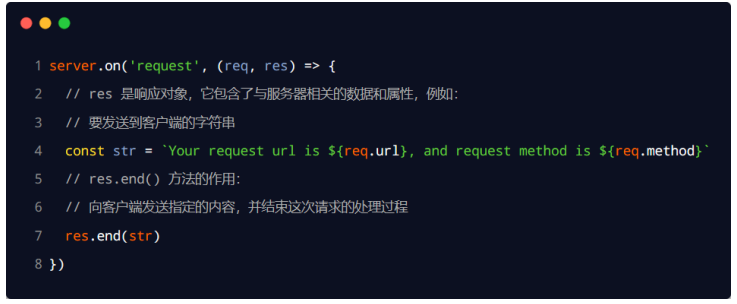 1 server.on('request', (req, res) => {
2 // res 是响应对象，它包含了与服务器相关的数据和属性，例如：
3 // 要发送到客户端的字符串
4 const str = `Your request url is ${req.url}, and request method is ${req.method}`
5 // res.end() 方法的作用：
6 // 向客户端发送指定的内容，并结束这次请求的处理过程
7 res.end(str)
8 })